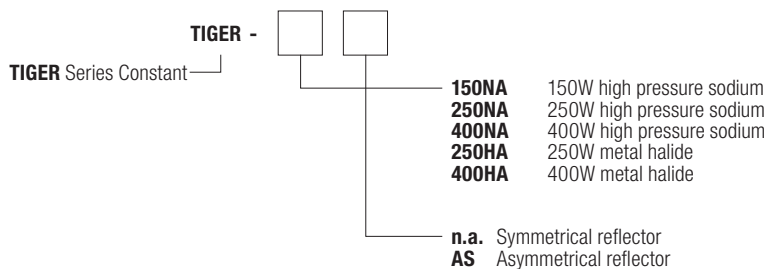 TIGER -
TIGER Series Constant
150NA 150W high pressure sodium
250NA 250W high pressure sodium
400NA 400W high pressure sodium
250HA 250W metal halide
400HA 400W metal halide
n.a. Symmetrical reflector
AS Asymmetrical reflector